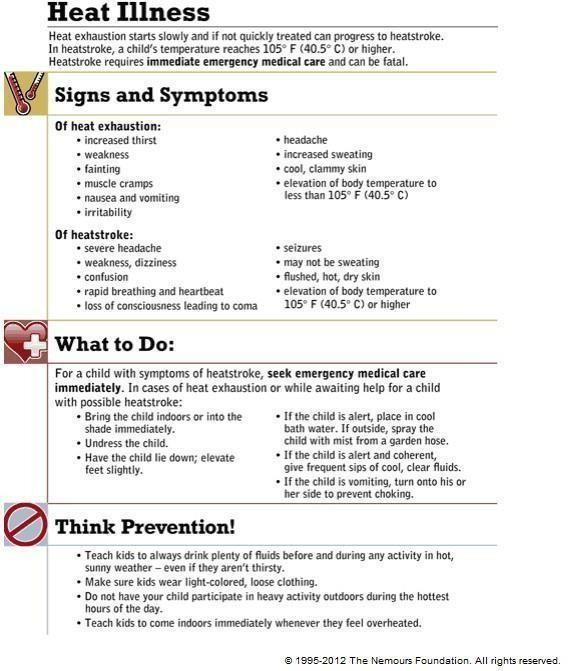 Heat Illness
Heat exhaustion starts slowly and if not quickly treated can progress to heatstroke.
In heatstroke, a child's temperature reaches 105° F (40.5° C) or higher.
Heatstroke requires immediate emergency medical care and can be fatal.
Signs and Symptoms
Of heat exhaustion:
• increased thirst
• weakness
• fainting
• muscle cramps
• nausea and vomiting
• irritability
• headache
• increased sweating
• cool, clammy skin
• elevation of body temperature to
less than 105° F (40.5° C)
Of heatstroke:
• severe headache
• weakness, dizziness
• confusion
• rapid breathing and heartbeat
• loss of consciousness leading to coma
• seizures
• may not be sweating
• flushed, hot, dry skin
• elevation of body temperature to
105° F (40.5° C) or higher
What to Do:
For a child with symptoms of heatstroke, seek emergency medical care
immediately. In cases of heat exhaustion or while awaiting help for a child
with possible heatstroke:
• Bring the child indoors or into the
shade immediately.
• Undress the child.
• Have the child lie down; elevate
feet slightly.
• If the child is alert, place in cool
bath water. If outside, spray the
child with mist from a garden hose.
• If the child is alert and coherent,
give frequent sips of cool, clear fluids.
• If the child is vomiting, turn onto his or
her side to prevent choking.
Think Prevention!
• Teach kids to always drink plenty of fluids before and during any activity in hot,
sunny weather – even if they aren't thirsty.
• Make sure kids wear light-colored, loose clothing.
• Do not have your child participate in heavy activity outdoors during the hottest
hours of the day.
• Teach kids to come indoors immediately whenever they feel overheated.
© 1995-2012 The Nemours Foundation. All rights reserved.